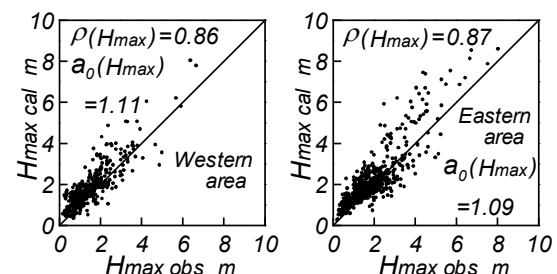 10
8
6
4
2
0
Hmax cal m
ρ(Hmax)=0.86
a0(Hmax)
=1.11
Western
area
0 2 4 6 8 10
Hmax obs m
10
8
6
4
2
0
Hmax cal m
ρ(Hmax)=0.87
Eastern
area
a0(Hmax)
=1.09
0 2 4 6 8 10
Hmax obs m